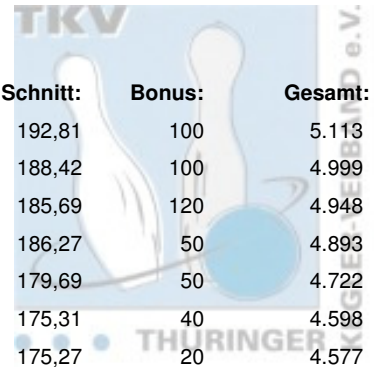 TKV
Schnitt: Bonus: Gesamt:
192,81 100 5.113
188,42 100 4.999
185,69 120 4.948
186,27 50 4.893
179,69 50 4.722
175,31 40 4.598
THÜRINGER
175,27 20 4.577
KEGLER-VERBAND e.V.